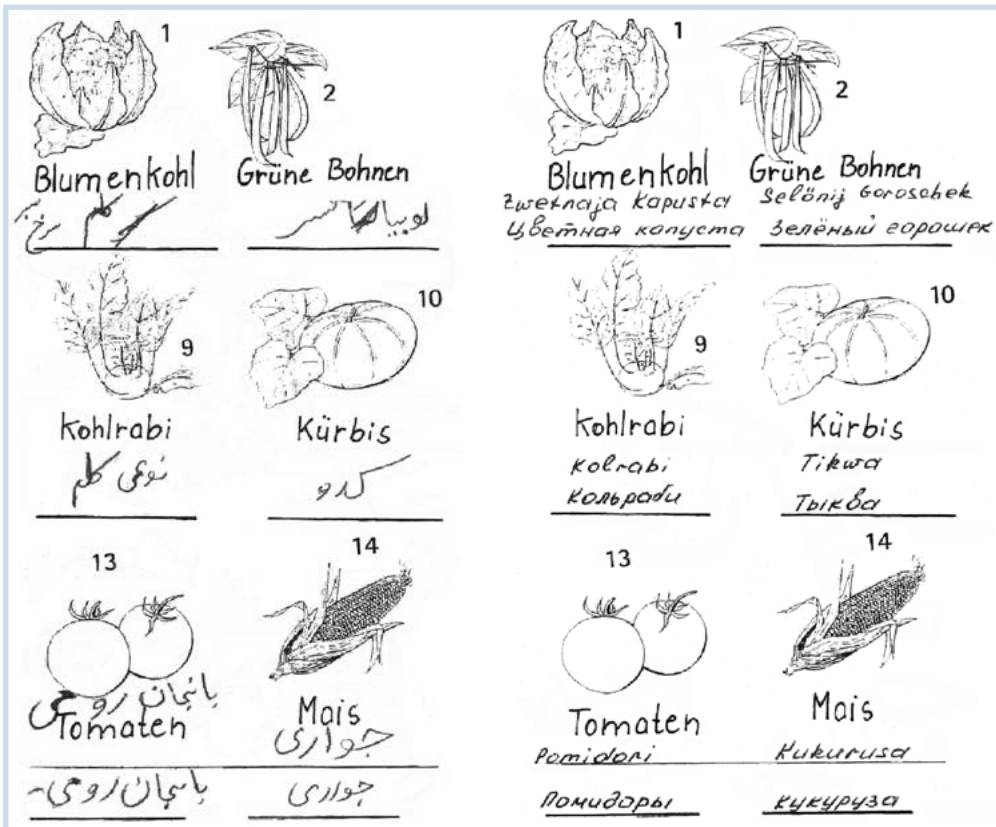 1 2
Blumenkohl Grüne Bohnen
لوبیا
9 10
Kohlrabi Kürbis
نوعی کلم کدو
13 14
بانجان رومی
Tomaten Mais
جواری
بانجان رومی جواری
1 2
Blumenkohl Grüne Bohnen
Zwetnaja Kapusta Selönij Goroschek
Цветная капуста Зелёный горошек
9 10
Kohlrabi Kürbis
Kolrabi Tikwa
Кольраби Тыква
13 14
Tomaten Mais
Pomidori Kukurusa
Помидоры Кукуруза